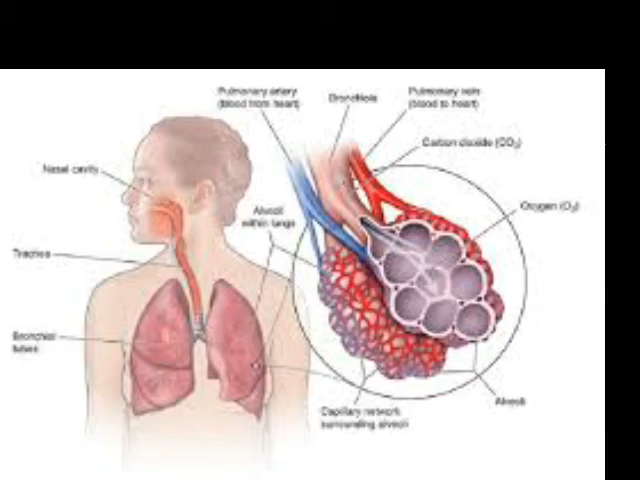 Pulmonary artery
(blood from heart)
Bronchiole
Pulmonary vein
(blood to heart)
Carbon dioxide (CO₂)
Nasal cavity
Oxygen (O₂)
Alveoli
within lungs
Trachea
Bronchial
tubes
Alveoli
Capillary network
surrounding alveoli